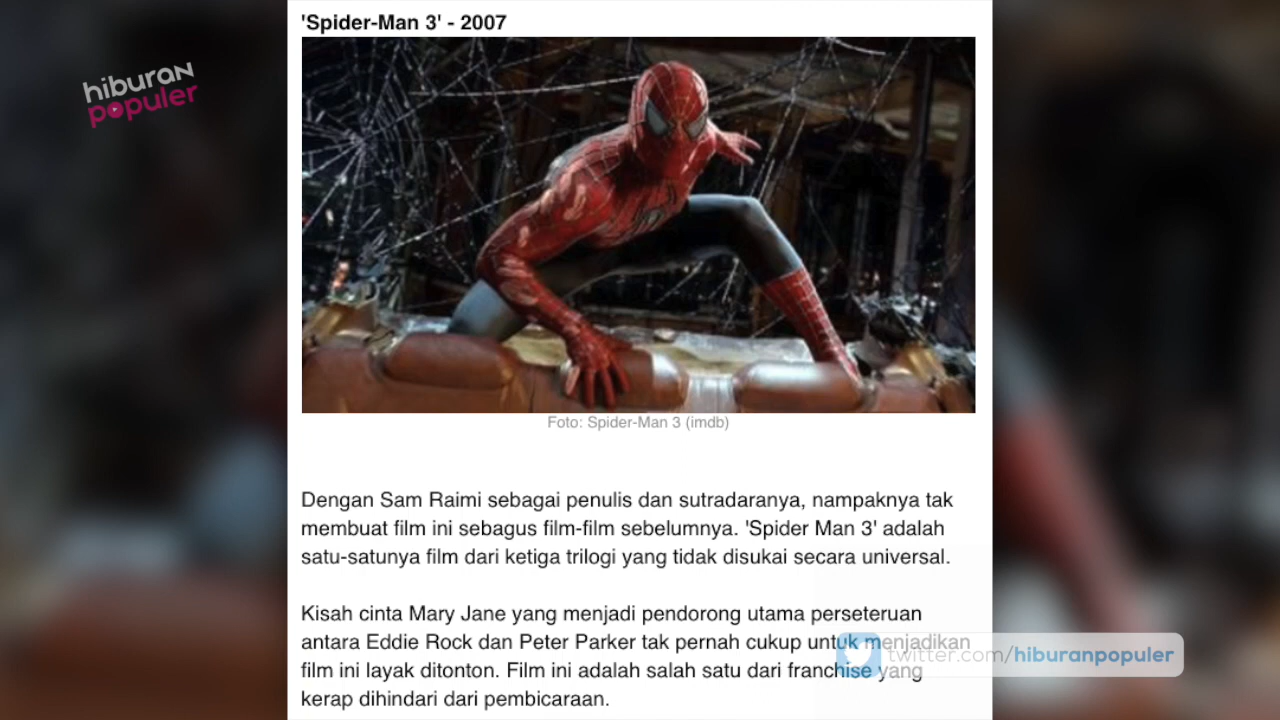 'Spider-Man 3' - 2007
hiburan
populer
Foto: Spider-Man 3 (imdb)
Dengan Sam Raimi sebagai penulis dan sutradaranya, nampaknya tak
membuat film ini sebagus film-film sebelumnya. 'Spider Man 3' adalah
satu-satunya film dari ketiga trilogi yang tidak disukai secara universal.
Kisah cinta Mary Jane yang menjadi pendorong utama perseteruan
antara Eddie Rock dan Peter Parker tak pernah cukup untuk menjadikan
film ini layak ditonton. Film ini adalah salah satu dari franchise yang
kerap dihindari dari pembicaraan.
twitter.com/hiburanpopuler